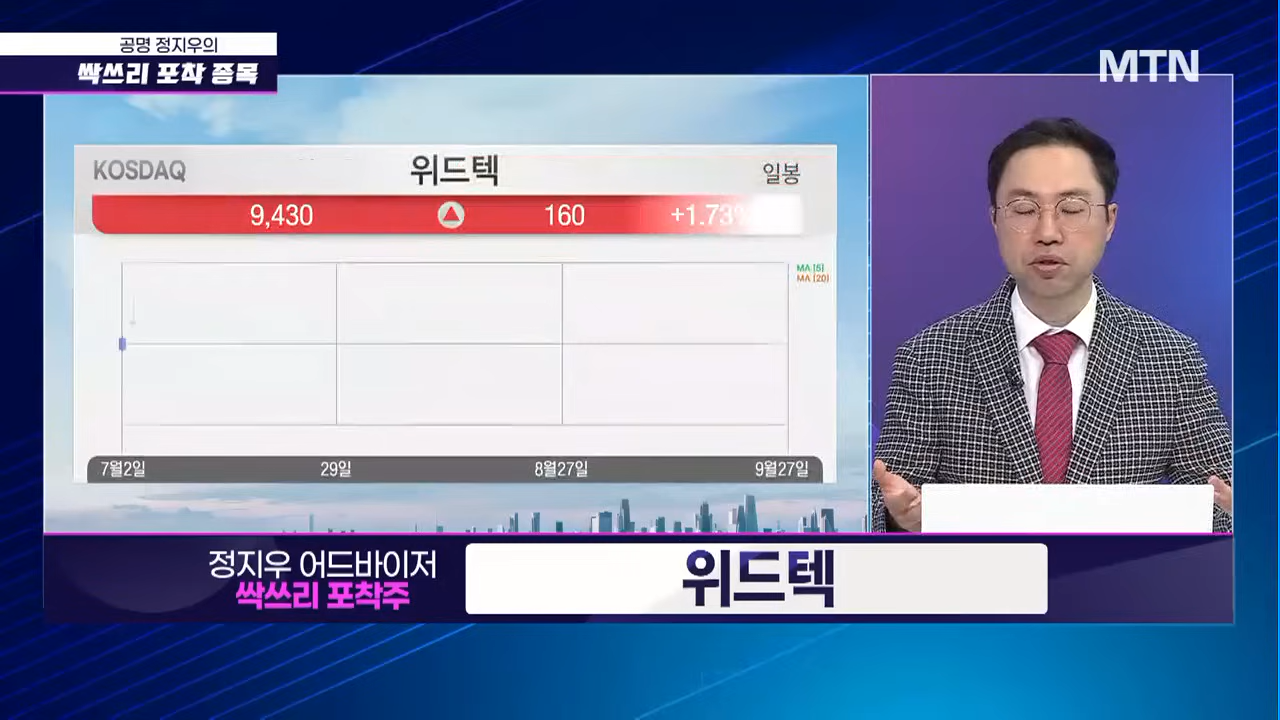 공명 정지우의
싹쓰리 포착 종목
MTN
KOSDAQ 위드텍 일봉
9,430 160 +1.73%
MA [5]
MA [20]
7월2일 29일 8월27일 9월27일
정지우 어드바이저
싹쓰리 포착주
위드텍